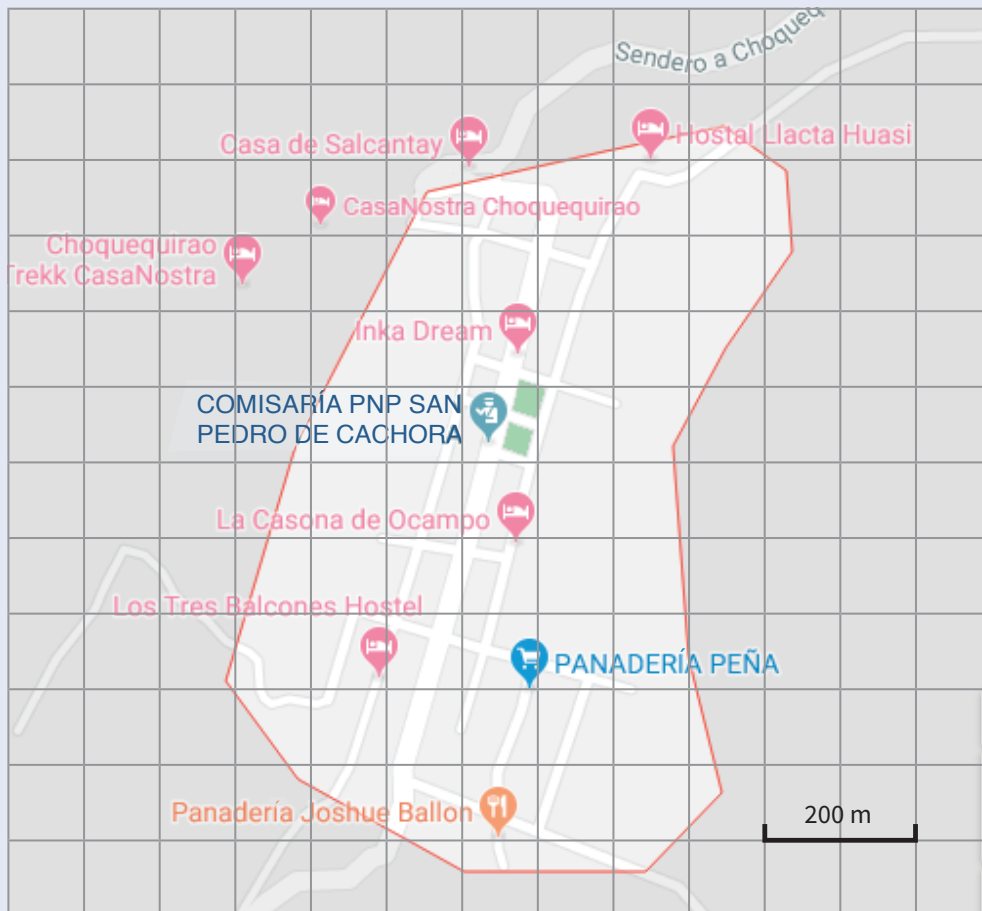 Sendero a Choqueq
Casa de Salcantay
Hostal Llacta Huasi
CasaNostra Choquequirao
Choquequirao
Trekk CasaNostra
Inka Dream
COMISARÍA PNP SAN
PEDRO DE CACHORA
La Casona de Ocampo
Los Tres Balcones Hostel
PANADERÍA PEÑA
Panadería Joshue Ballon
200 m